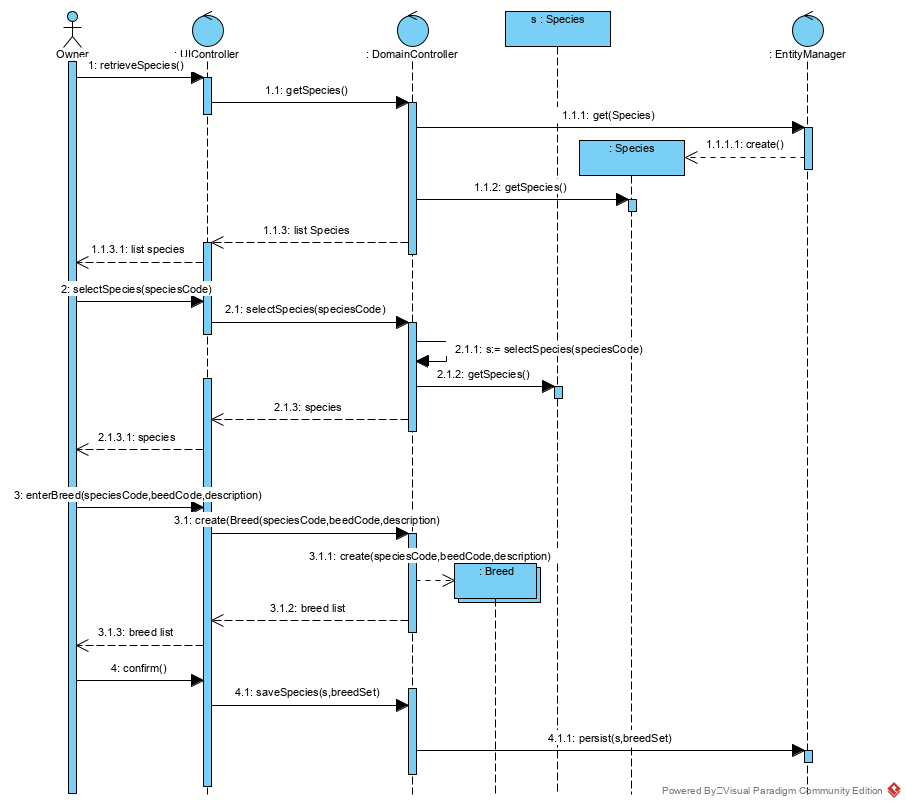 s : Species
Owner
: UIController
: DomainController
: EntityManager
1: retrieveSpecies()
1.1: getSpecies()
1.1.1: get(Species)
1.1.1.1: create()
: Species
1.1.2: getSpecies()
1.1.3: list Species
1.1.3.1: list species
2: selectSpecies(speciesCode)
2.1: selectSpecies(speciesCode)
2.1.1: s:= selectSpecies(speciesCode)
2.1.2: getSpecies()
2.1.3: species
2.1.3.1: species
3: enterBreed(speciesCode,beedCode,description)
3.1: create(Breed(speciesCode,beedCode,description)
3.1.1: create(speciesCode,beedCode,description)
: Breed
3.1.2: breed list
3.1.3: breed list
4: confirm()
4.1: saveSpecies(s,breedSet)
4.1.1: persist(s,breedSet)
Powered By Visual Paradigm Community Edition